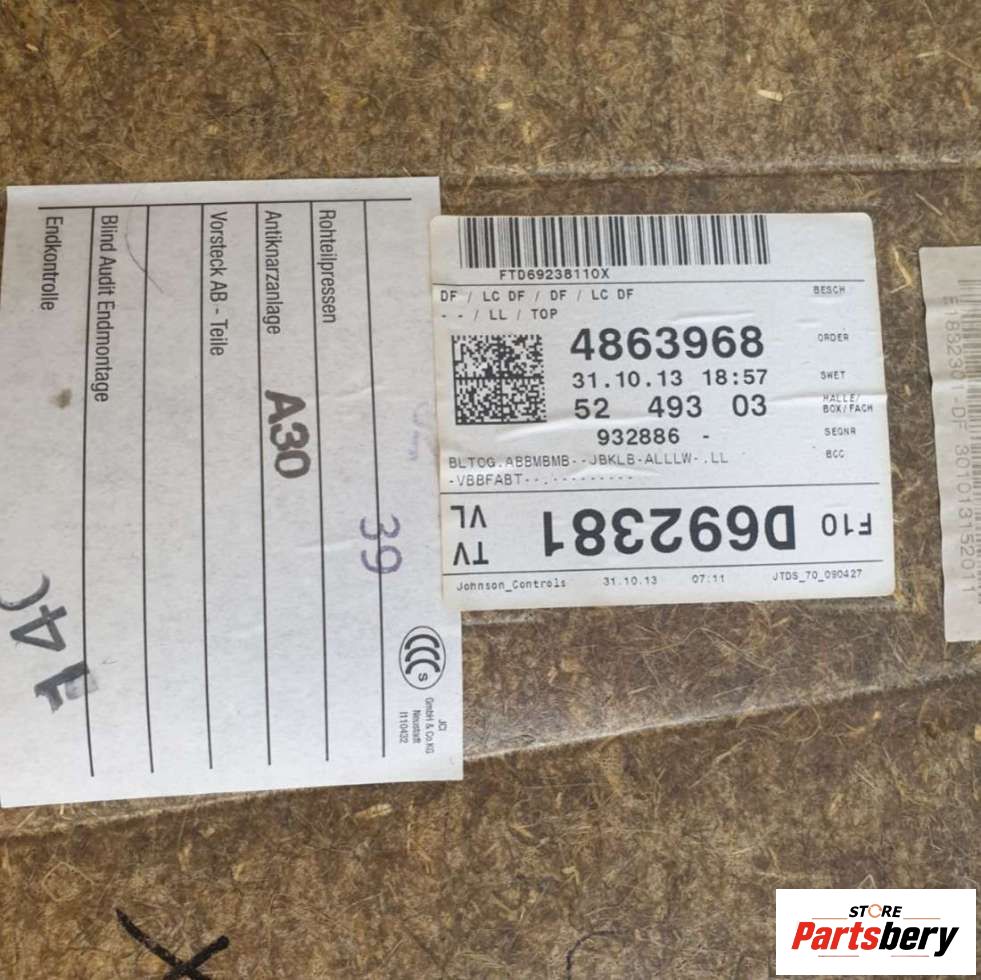 Rohteilpressen
Antiknarzanlage
A30
Vorsteck AB - Teile
Blind Audit Endmontage
Endkontrolle
39
CCC S
JCI
GmbH & Co.KG
Neustadt
I110432
FTD69238110X
DF / LC DF / DF / LC DF BESCH
- - / LL / TOP
4863968 ORDER
31.10.13 18:57 SWET
52 493 03 HALLE/
BOX/FACH
932886 - SEQNR
BLTOG.ABBMBMB--JBKLB-ALLLW-.LL BCC
-VBBFABT--.---------
F10 D692381 TV
VL
Johnson_Controls 31.10.13 07:11 JTDS_70_090427
STORE
Partsbery